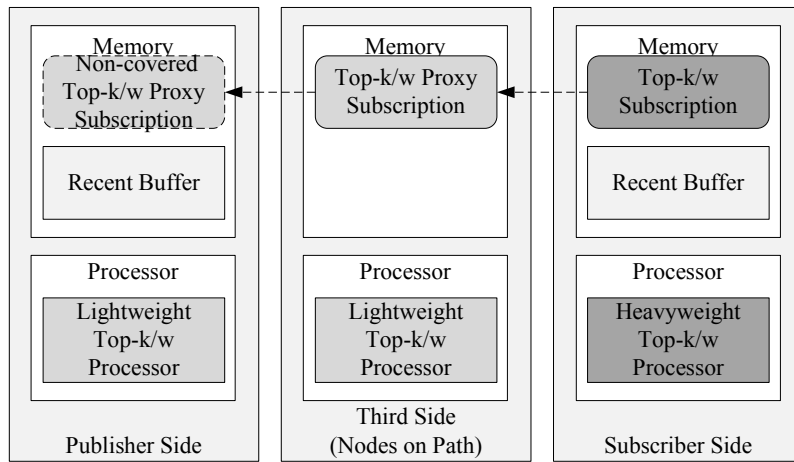 Memory
Non-covered
Top-k/w Proxy
Subscription
Recent Buffer
Processor
Lightweight
Top-k/w
Processor
Publisher Side
Memory
Top-k/w Proxy
Subscription
Processor
Lightweight
Top-k/w
Processor
Third Side
(Nodes on Path)
Memory
Top-k/w
Subscription
Recent Buffer
Processor
Heavyweight
Top-k/w
Processor
Subscriber Side